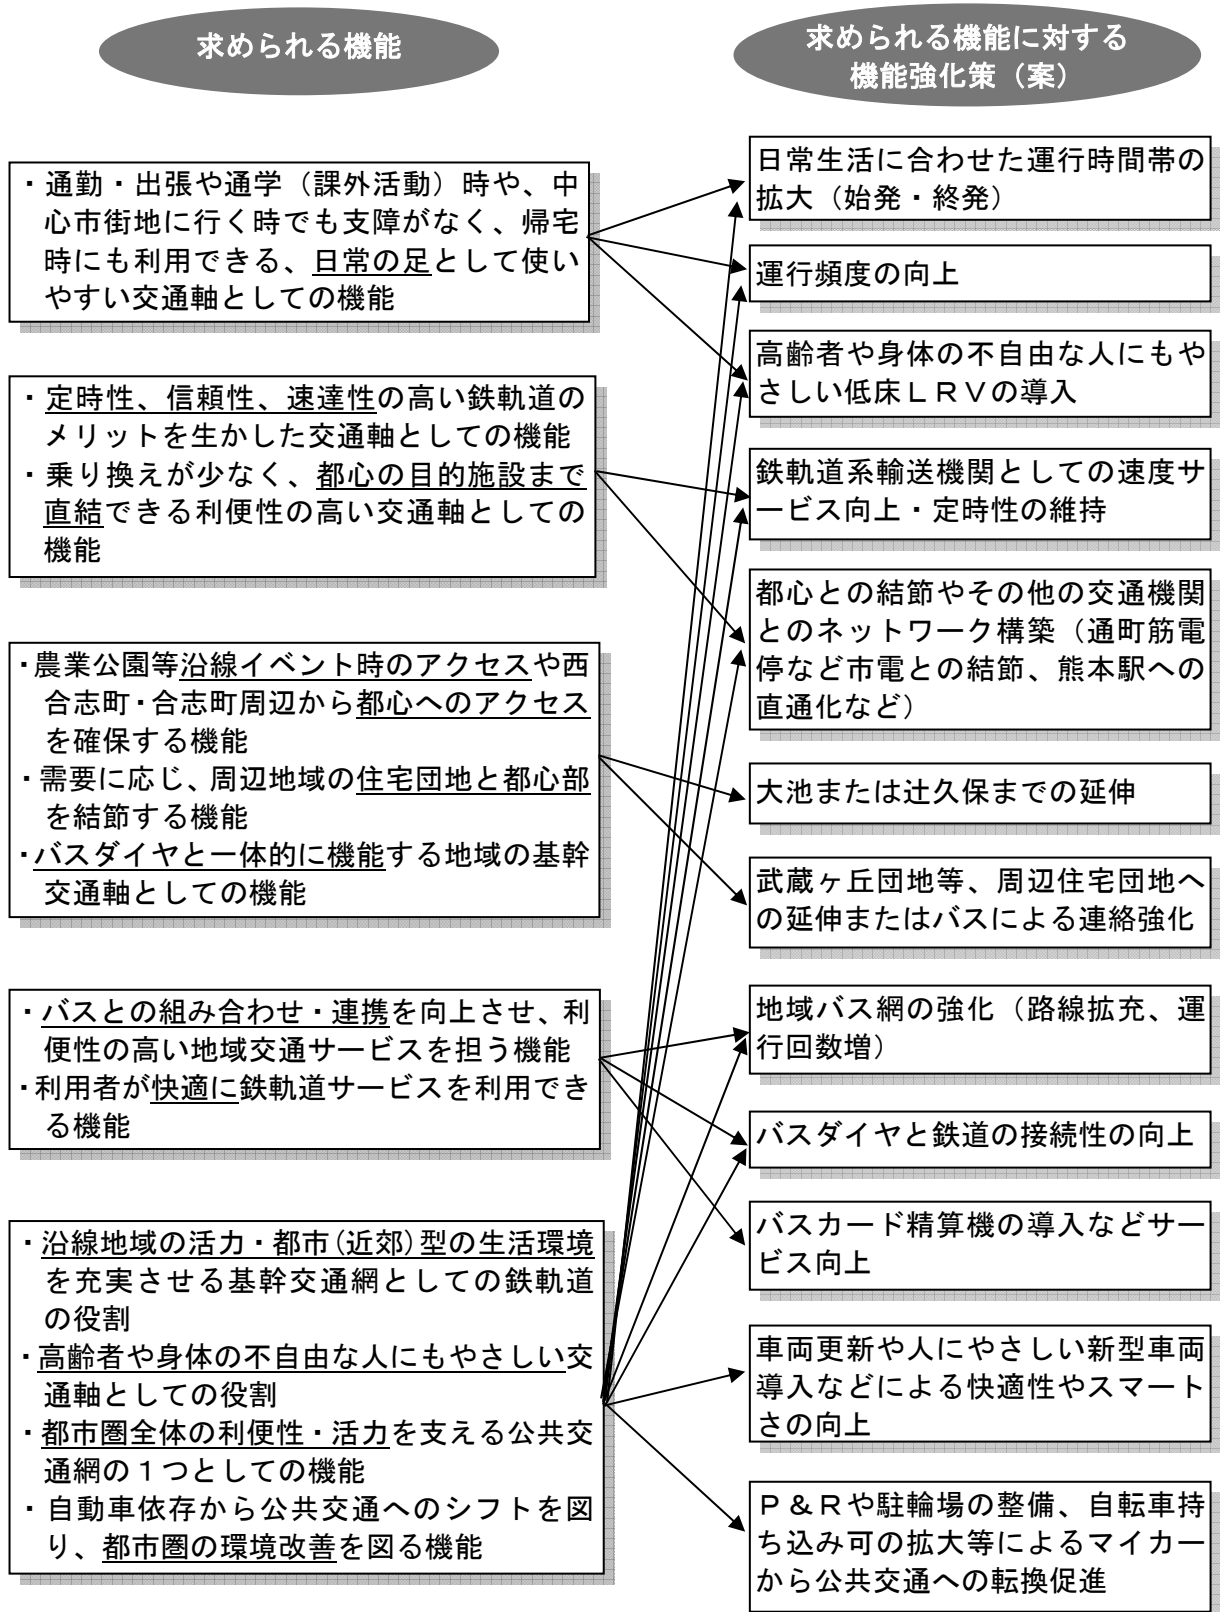 求められる機能
・通勤・出張や通学（課外活動）時や、中
心市街地に行く時でも支障がなく、帰宅
時にも利用できる、日常の足として使い
やすい交通軸としての機能
・定時性、信頼性、速達性の高い鉄軌道の
メリットを生かした交通軸としての機能
・乗り換えが少なく、都心の目的施設まで
直結できる利便性の高い交通軸としての
機能
・農業公園等沿線イベント時のアクセスや西
合志町・合志町周辺から都心へのアクセス
を確保する機能
・需要に応じ、周辺地域の住宅団地と都心部
を結節する機能
・バスダイヤと一体的に機能する地域の基幹
交通軸としての機能
・バスとの組み合わせ・連携を向上させ、利
便性の高い地域交通サービスを担う機能
・利用者が快適に鉄軌道サービスを利用でき
る機能
・沿線地域の活力・都市(近郊)型の生活環境
を充実させる基幹交通網としての鉄軌道
の役割
・高齢者や身体の不自由な人にもやさしい交
通軸としての役割
・都市圏全体の利便性・活力を支える公共交
通網の１つとしての機能
・自動車依存から公共交通へのシフトを図
り、都市圏の環境改善を図る機能
求められる機能に対する
機能強化策（案）
日常生活に合わせた運行時間帯の
拡大（始発・終発）
運行頻度の向上
高齢者や身体の不自由な人にもや
さしい低床ＬＲＶの導入
鉄軌道系輸送機関としての速度サ
ービス向上・定時性の維持
都心との結節やその他の交通機関
とのネットワーク構築（通町筋電
停など市電との結節、熊本駅への
直通化など）
大池または辻久保までの延伸
武蔵ヶ丘団地等、周辺住宅団地へ
の延伸またはバスによる連絡強化
地域バス網の強化（路線拡充、運
行回数増）
バスダイヤと鉄道の接続性の向上
バスカード精算機の導入などサー
ビス向上
車両更新や人にやさしい新型車両
導入などによる快適性やスマート
さの向上
Ｐ＆Ｒや駐輪場の整備、自転車持
ち込み可の拡大等によるマイカー
から公共交通への転換促進